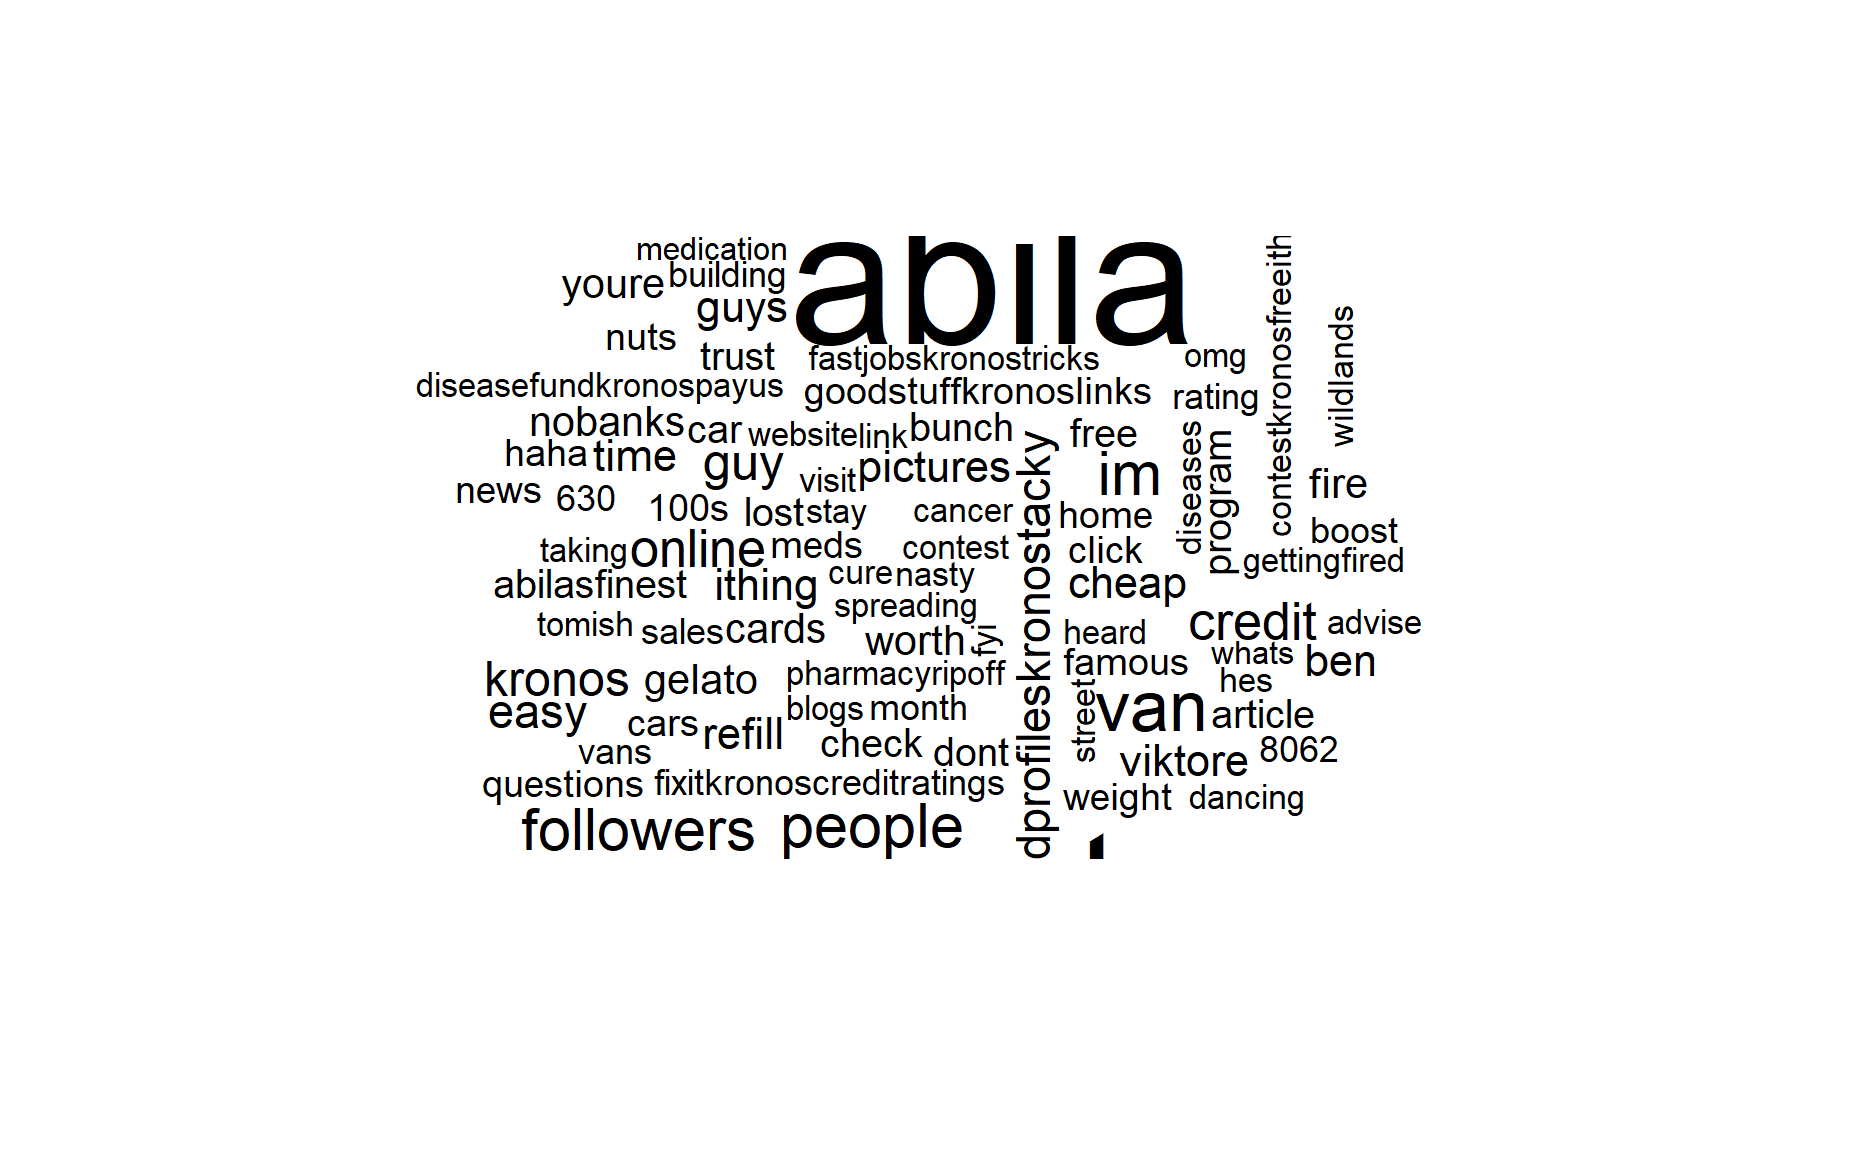 medication
abila
youre
building
guys
nuts
trust
fastjobskronostricks
omg
contestkronosfreeith
wildlands
diseasefundkronospayus
goodstuffkronoslinks
rating
nobanks
car
website
link
bunch
free
haha
time
guy
visit
pictures
im
diseases
program
fire
news
630
100s
lost
stay
cancer
dprofileskronostacky
home
boost
taking
online
meds
contest
click
gettingfired
abilasfinest
ithing
cure
nasty
cheap
spreading
tomish
sales
cards
worth
fyi
heard
credit
advise
kronos
gelato
pharmacyripoff
famous
whats
ben
hes
easy
cars
refill
blogs
month
street
van
article
vans
check
dont
viktore
8062
questions
fixitkronoscreditratings
weight
dancing
followers
people